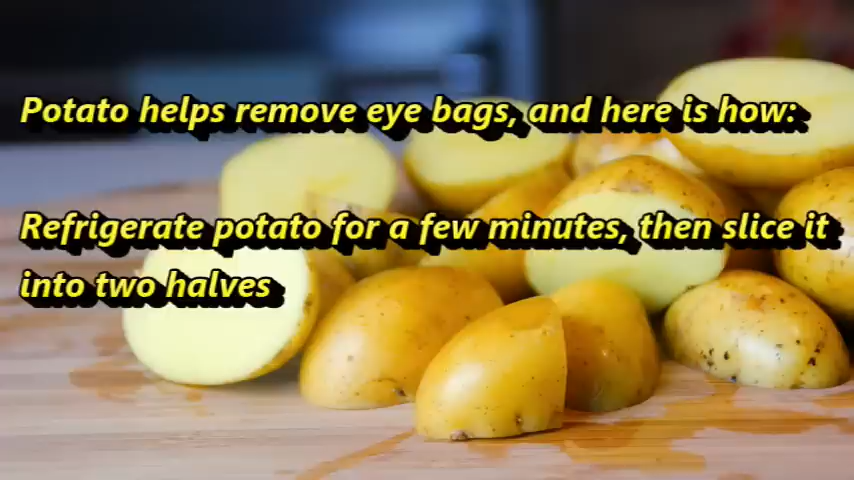 Potato helps remove eye bags, and here is how:
Refrigerate potato for a few minutes, then slice it
into two halves